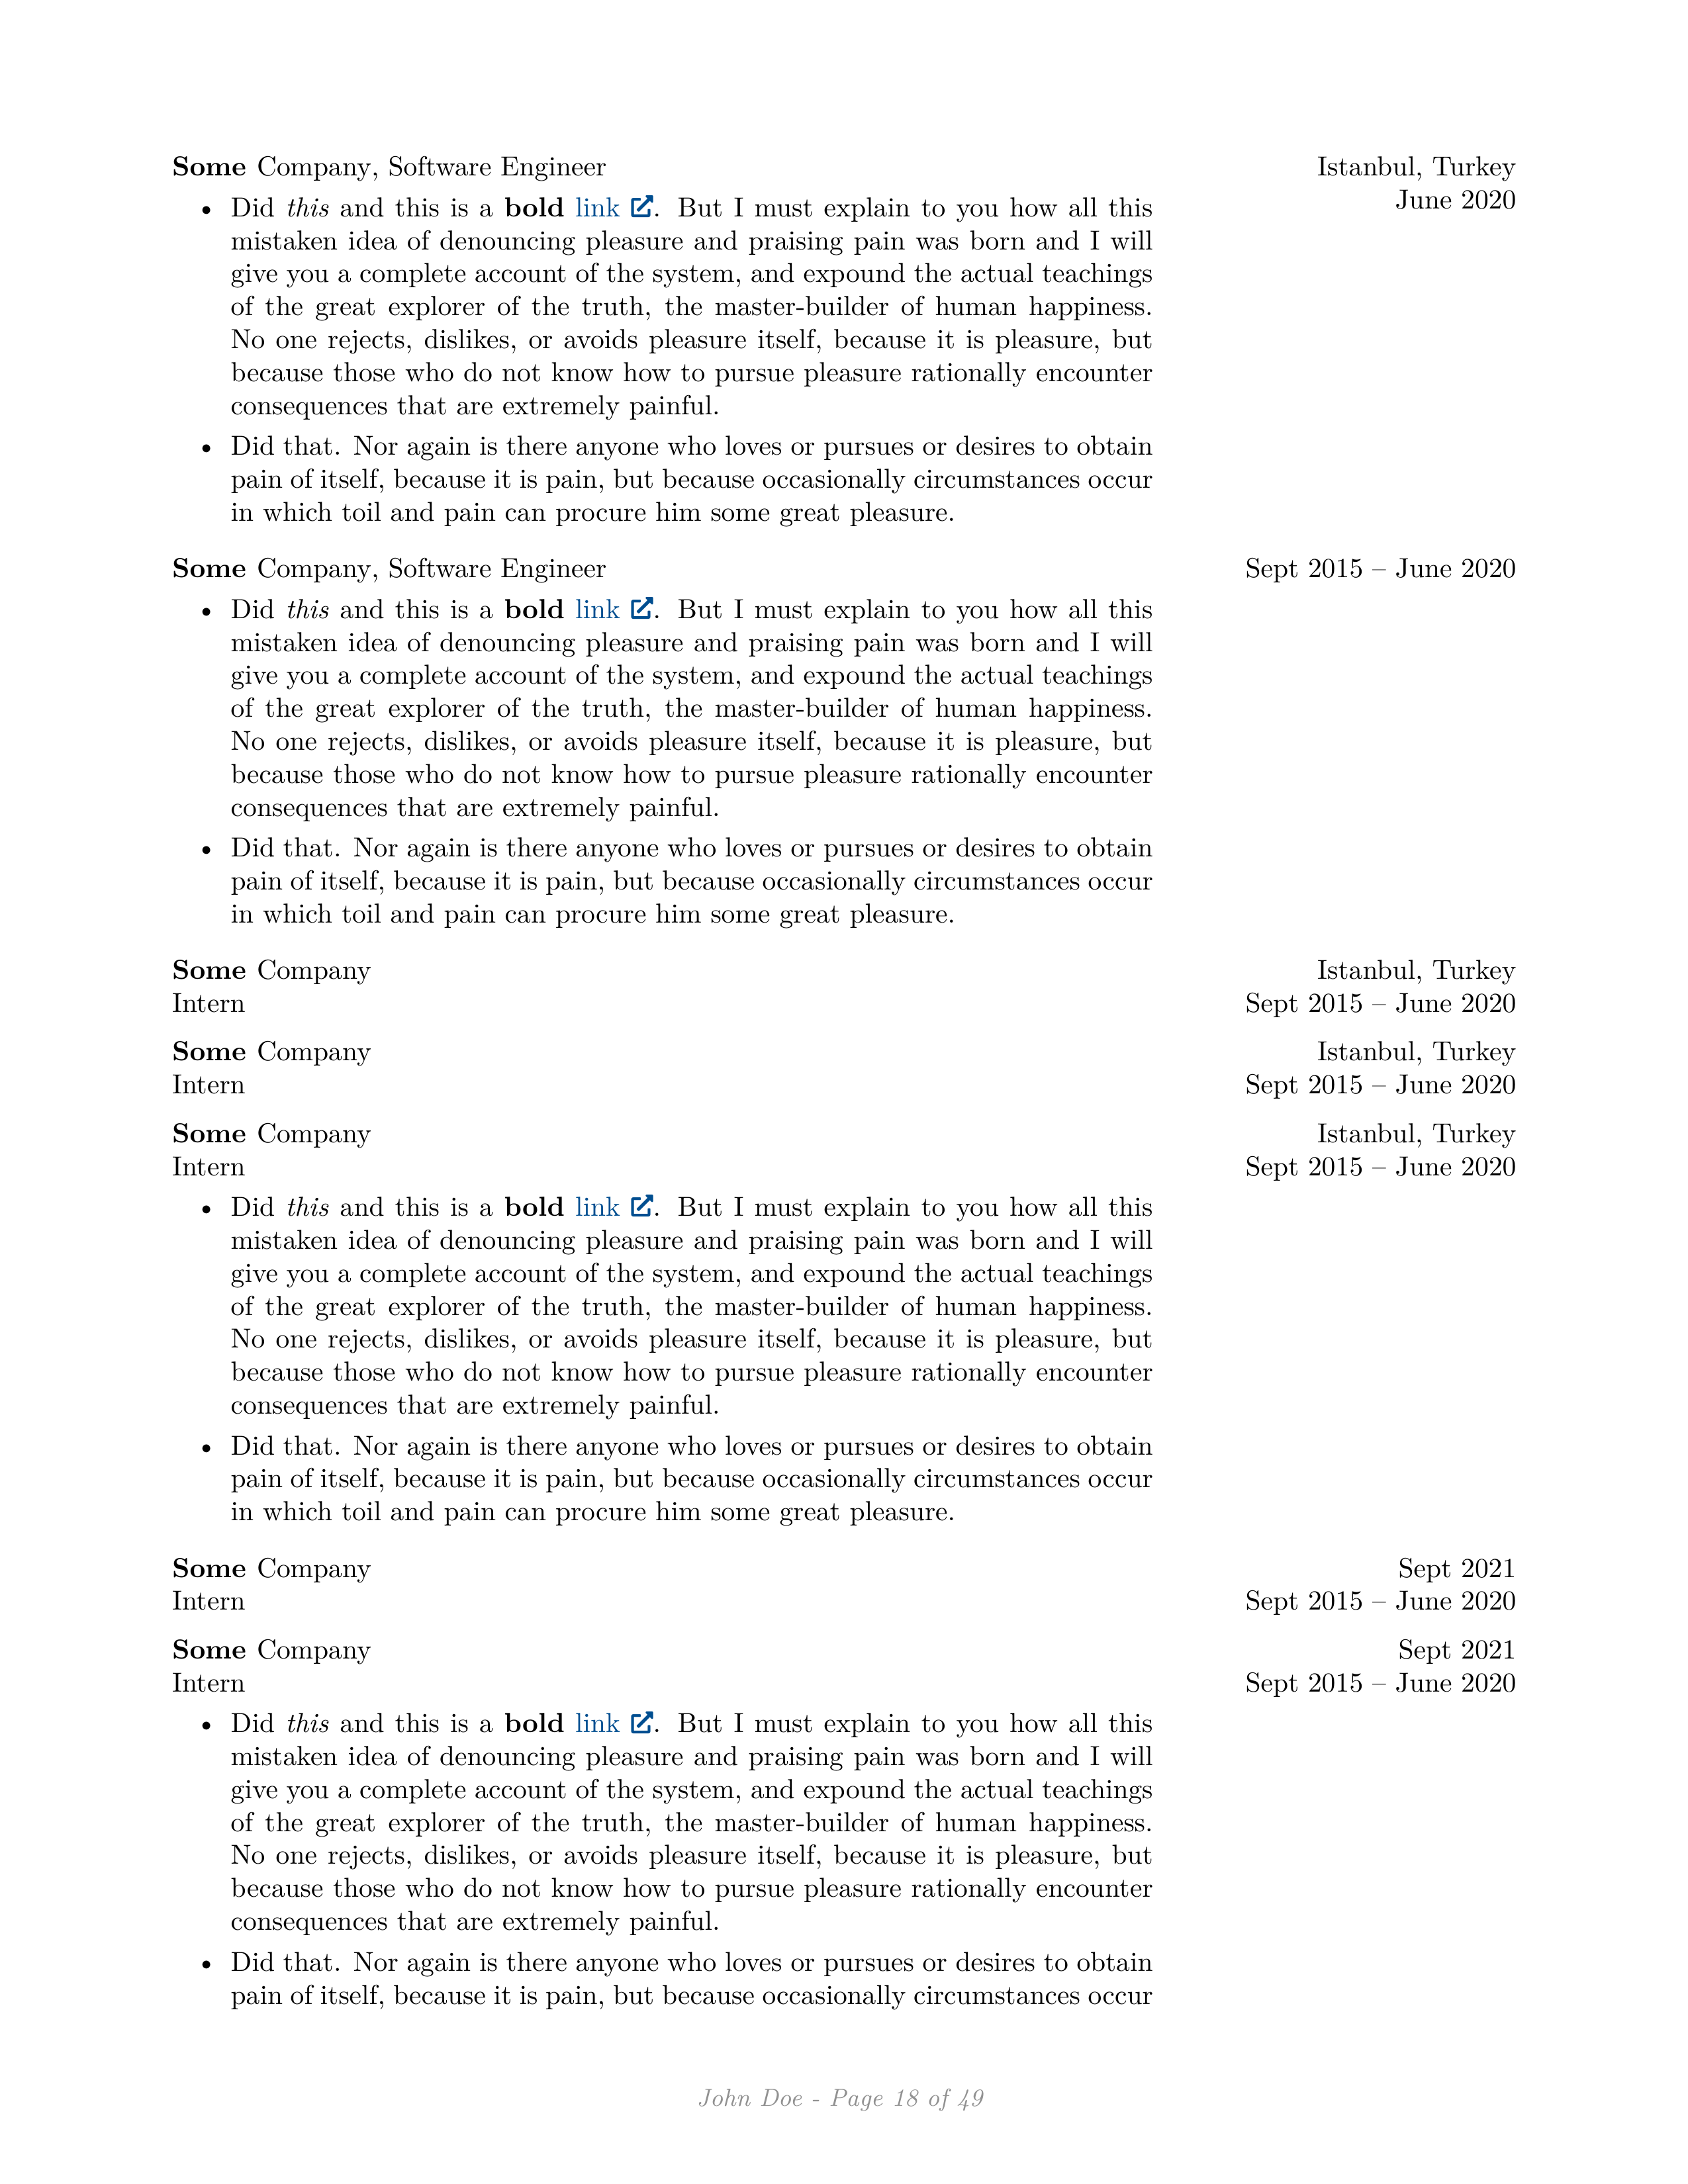 Some Company, Software Engineer
Istanbul, Turkey
June 2020
• Did this and this is a bold link. But I must explain to you how all this
mistaken idea of denouncing pleasure and praising pain was born and I will
give you a complete account of the system, and expound the actual teachings
of the great explorer of the truth, the master-builder of human happiness.
No one rejects, dislikes, or avoids pleasure itself, because it is pleasure, but
because those who do not know how to pursue pleasure rationally encounter
consequences that are extremely painful.
• Did that. Nor again is there anyone who loves or pursues or desires to obtain
pain of itself, because it is pain, but because occasionally circumstances occur
in which toil and pain can procure him some great pleasure.
Some Company, Software Engineer
Sept 2015 – June 2020
• Did this and this is a bold link. But I must explain to you how all this
mistaken idea of denouncing pleasure and praising pain was born and I will
give you a complete account of the system, and expound the actual teachings
of the great explorer of the truth, the master-builder of human happiness.
No one rejects, dislikes, or avoids pleasure itself, because it is pleasure, but
because those who do not know how to pursue pleasure rationally encounter
consequences that are extremely painful.
• Did that. Nor again is there anyone who loves or pursues or desires to obtain
pain of itself, because it is pain, but because occasionally circumstances occur
in which toil and pain can procure him some great pleasure.
Some Company
Istanbul, Turkey
Intern
Sept 2015 – June 2020
Some Company
Istanbul, Turkey
Intern
Sept 2015 – June 2020
Some Company
Istanbul, Turkey
Intern
Sept 2015 – June 2020
• Did this and this is a bold link. But I must explain to you how all this
mistaken idea of denouncing pleasure and praising pain was born and I will
give you a complete account of the system, and expound the actual teachings
of the great explorer of the truth, the master-builder of human happiness.
No one rejects, dislikes, or avoids pleasure itself, because it is pleasure, but
because those who do not know how to pursue pleasure rationally encounter
consequences that are extremely painful.
• Did that. Nor again is there anyone who loves or pursues or desires to obtain
pain of itself, because it is pain, but because occasionally circumstances occur
in which toil and pain can procure him some great pleasure.
Some Company
Sept 2021
Intern
Sept 2015 – June 2020
Some Company
Sept 2021
Intern
Sept 2015 – June 2020
• Did this and this is a bold link. But I must explain to you how all this
mistaken idea of denouncing pleasure and praising pain was born and I will
give you a complete account of the system, and expound the actual teachings
of the great explorer of the truth, the master-builder of human happiness.
No one rejects, dislikes, or avoids pleasure itself, because it is pleasure, but
because those who do not know how to pursue pleasure rationally encounter
consequences that are extremely painful.
• Did that. Nor again is there anyone who loves or pursues or desires to obtain
pain of itself, because it is pain, but because occasionally circumstances occur
John Doe - Page 18 of 49